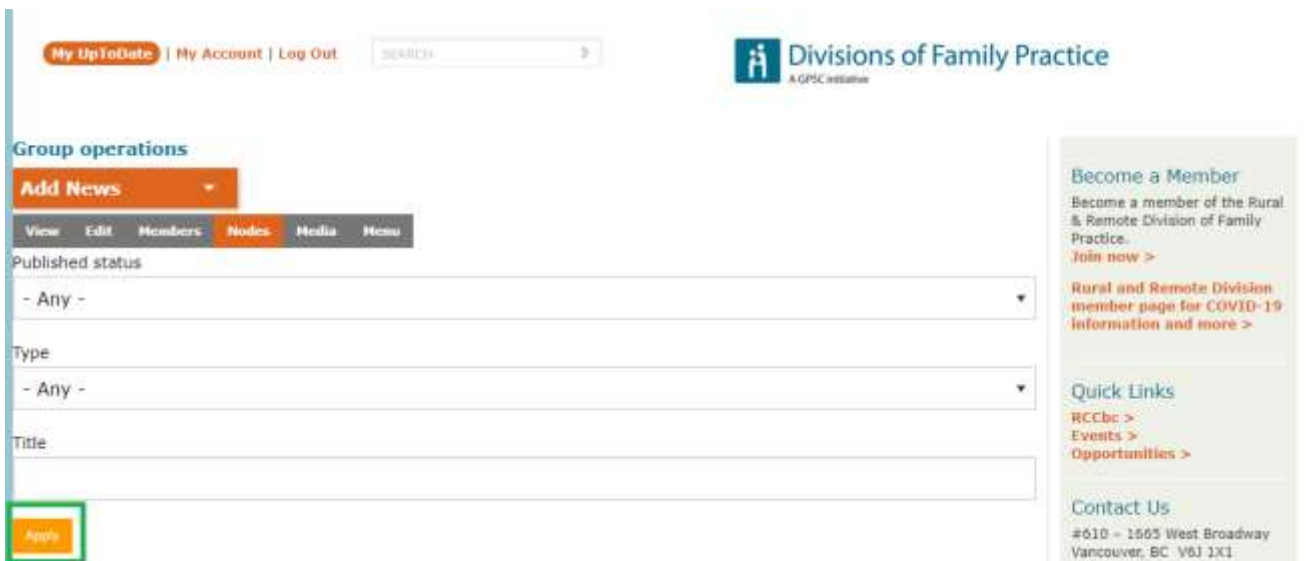 My UpToDate | My Account | Log Out
SEARCH
Divisions of Family Practice
A GPSC initiative
Group operations
Add News
View Edit Members Nodes Media Menu
Published status
- Any -
Type
- Any -
Title
Apply
Become a Member
Become a member of the Rural
& Remote Division of Family
Practice.
Join now >
Rural and Remote Division
member page for COVID-19
information and more >
Quick Links
RCCbc >
Events >
Opportunities >
Contact Us
#610 – 1665 West Broadway
Vancouver, BC V6J 1X1